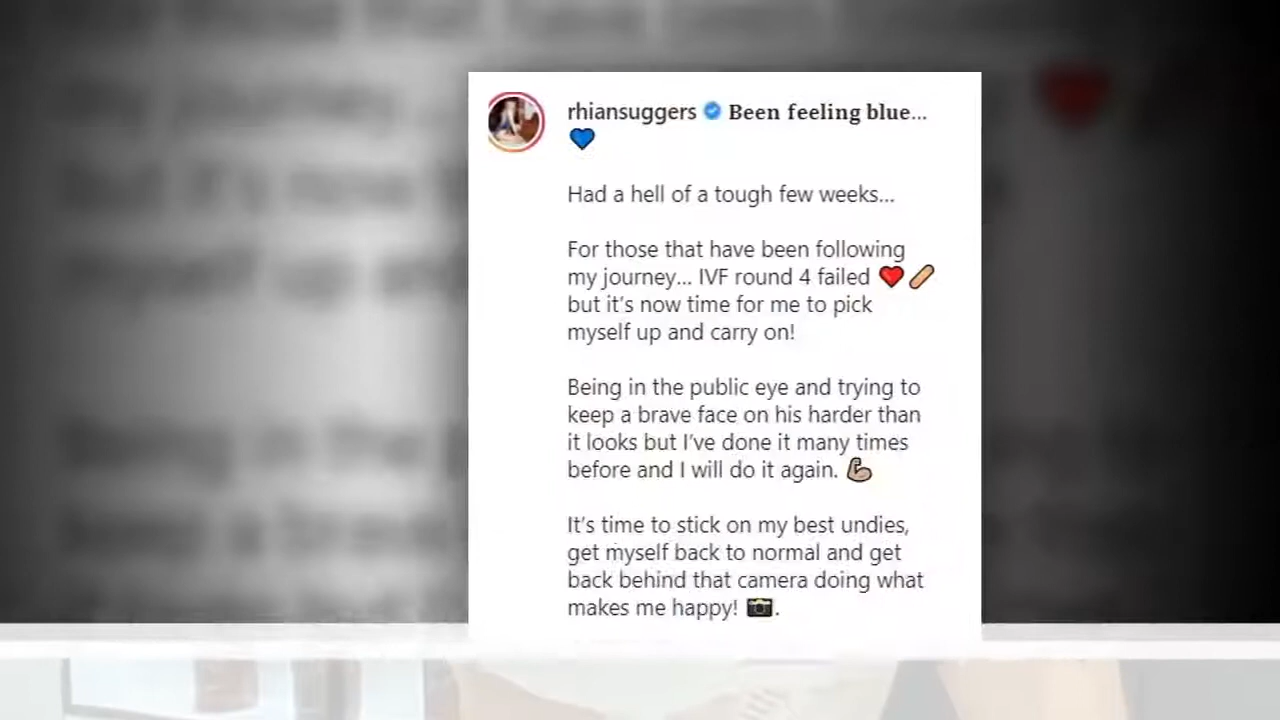 rhiansuggers Been feeling blue...
💙
Had a hell of a tough few weeks...
For those that have been following
my journey... IVF round 4 failed ❤️🩹
but it's now time for me to pick
myself up and carry on!
Being in the public eye and trying to
keep a brave face on his harder than
it looks but I've done it many times
before and I will do it again. 💪🏼
It's time to stick on my best undies,
get myself back to normal and get
back behind that camera doing what
makes me happy! 📷.